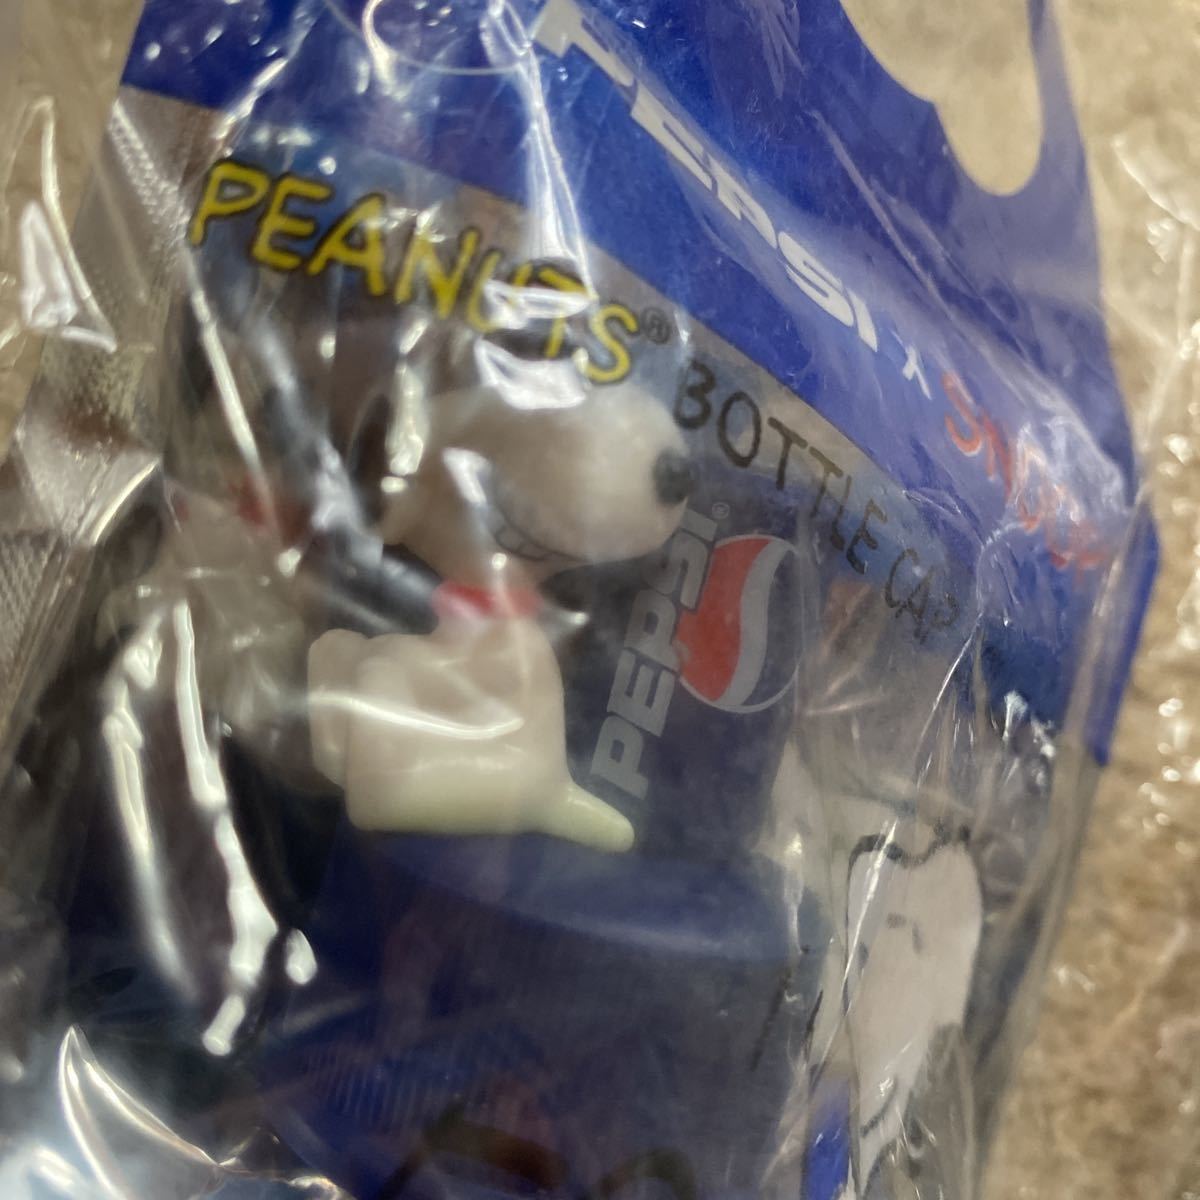 PEPSI × SNOOPY
PEANUTS® BOTTLE CAP
PEPSI®